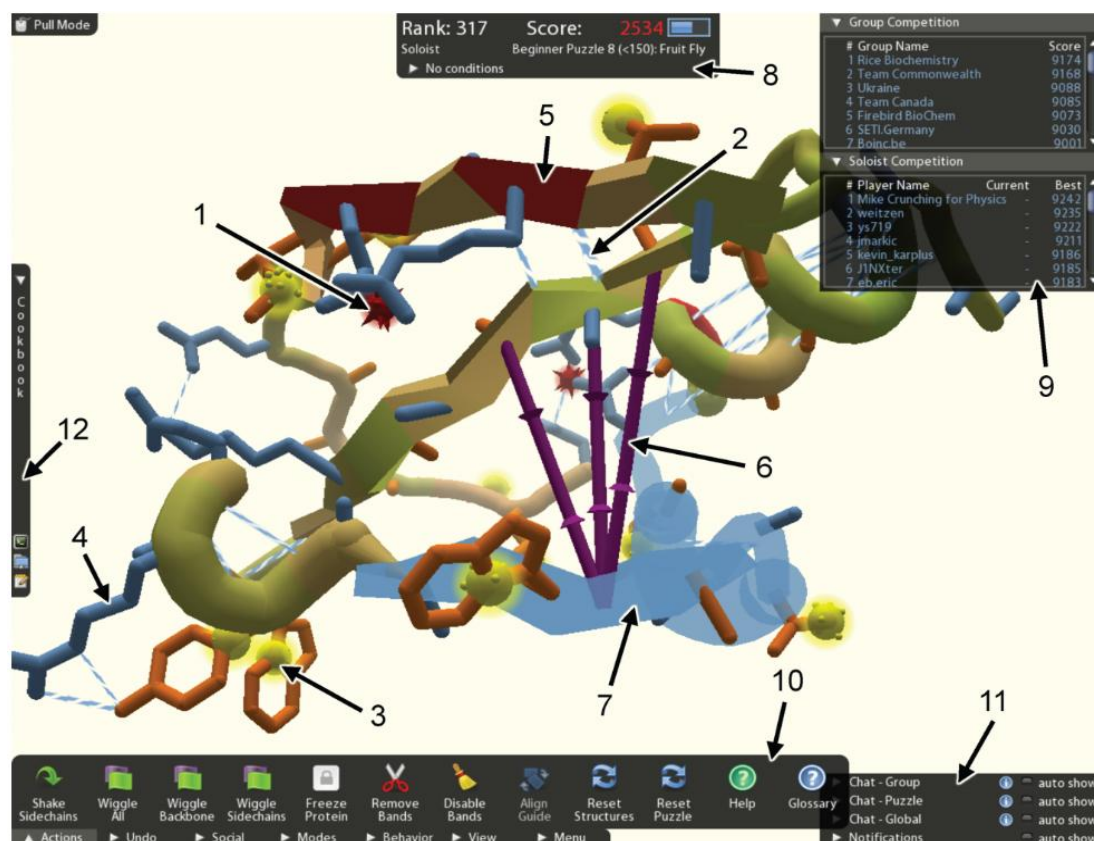 Pull Mode
Rank: 317 Score: 2534
Soloist Beginner Puzzle 8 (<150): Fruit Fly
▶ No conditions
8
▼ Group Competition
# Group Name Score
1 Rice Biochemistry 9174
2 Team Commonwealth 9168
3 Ukraine 9088
4 Team Canada 9085
5 Firebird BioChem 9073
6 SETI.Germany 9030
7 Boinc.be 9001
▼ Soloist Competition
# Player Name Current Best
1 Mike Crunching for Physics - 9242
2 weitzen - 9235
3 ys719 - 9222
4 jmarkic - 9211
5 kevin_karplus - 9186
6 J1NXter - 9185
7 eb.eric - 9183
5
2
1
9
▼ Cookbook
12
6
4
3
7
10
11
Shake Sidechains
Wiggle All
Wiggle Backbone
Wiggle Sidechains
Freeze Protein
Remove Bands
Disable Bands
Align Guide
Reset Structures
Reset Puzzle
Help
Glossary
▲ Actions ▶ Undo ▶ Social ▶ Modes ▶ Behavior ▶ View ▶ Menu
▶ Chat - Group auto show
▶ Chat - Puzzle auto show
▶ Chat - Global auto show
▶ Notifications auto show